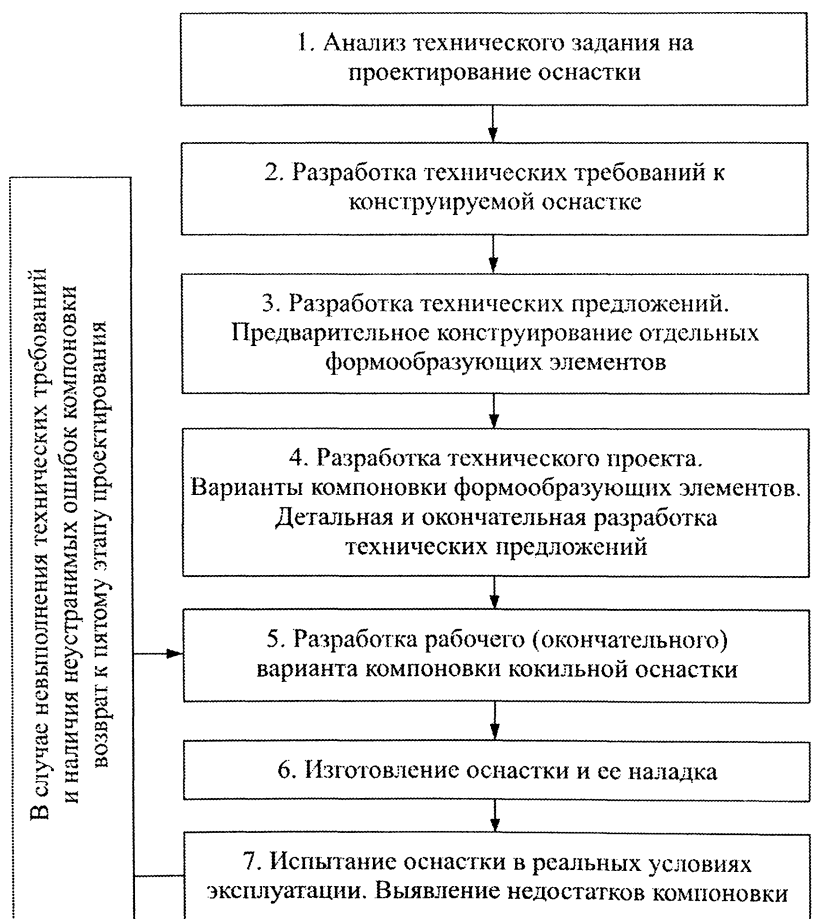 1. Анализ технического задания на
проектирование оснастки
2. Разработка технических требований к
конструируемой оснастке
3. Разработка технических предложений.
Предварительное конструирование отдельных
формообразующих элементов
4. Разработка технического проекта.
Варианты компоновки формообразующих элементов.
Детальная и окончательная разработка
технических предложений
5. Разработка рабочего (окончательного)
варианта компоновки кокильной оснастки
6. Изготовление оснастки и ее наладка
7. Испытание оснастки в реальных условиях
эксплуатации. Выявление недостатков компоновки
В случае невыполнения технических требований
и наличия неустранимых ошибок компоновки
возврат к пятому этапу проектирования